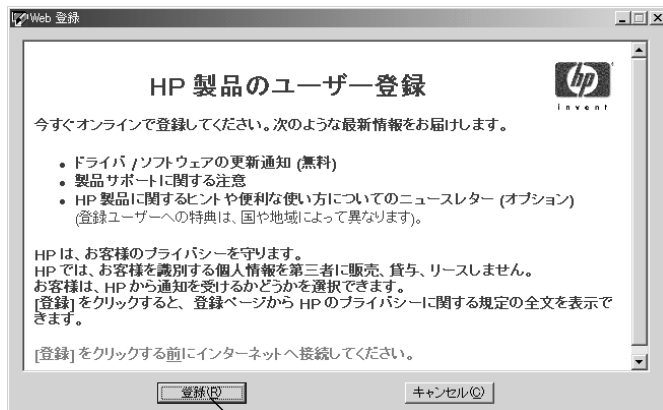 Web 登録
HP 製品のユーザー登録
hp
invent
今すぐオンラインで登録してください。次のような最新情報をお届けします。
• ドライバ /ソフトウェアの更新通知 (無料)
• 製品サポートに関する注意
• HP 製品に関するヒントや便利な使い方についてのニュースレター (オプション)
(登録ユーザーへの特典は、国や地域によって異なります)。
HP は、お客様のプライバシーを守ります。
HP では、お客様を識別する個人情報を第三者に販売、貸与、リースしません。
お客様は、HP から通知を受けるかどうかを選択できます。
[登録] をクリックすると、登録ページから HP のプライバシーに関する規定の全文を表示で
きます。
[登録] をクリックする前にインターネットへ接続してください。
登録(R)
キャンセル(C)